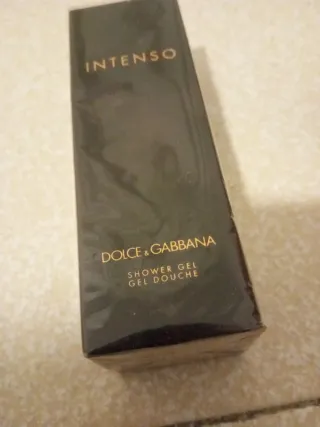 INTENSO
DOLCE & GABBANA
SHOWER GEL
GEL DOUCHE